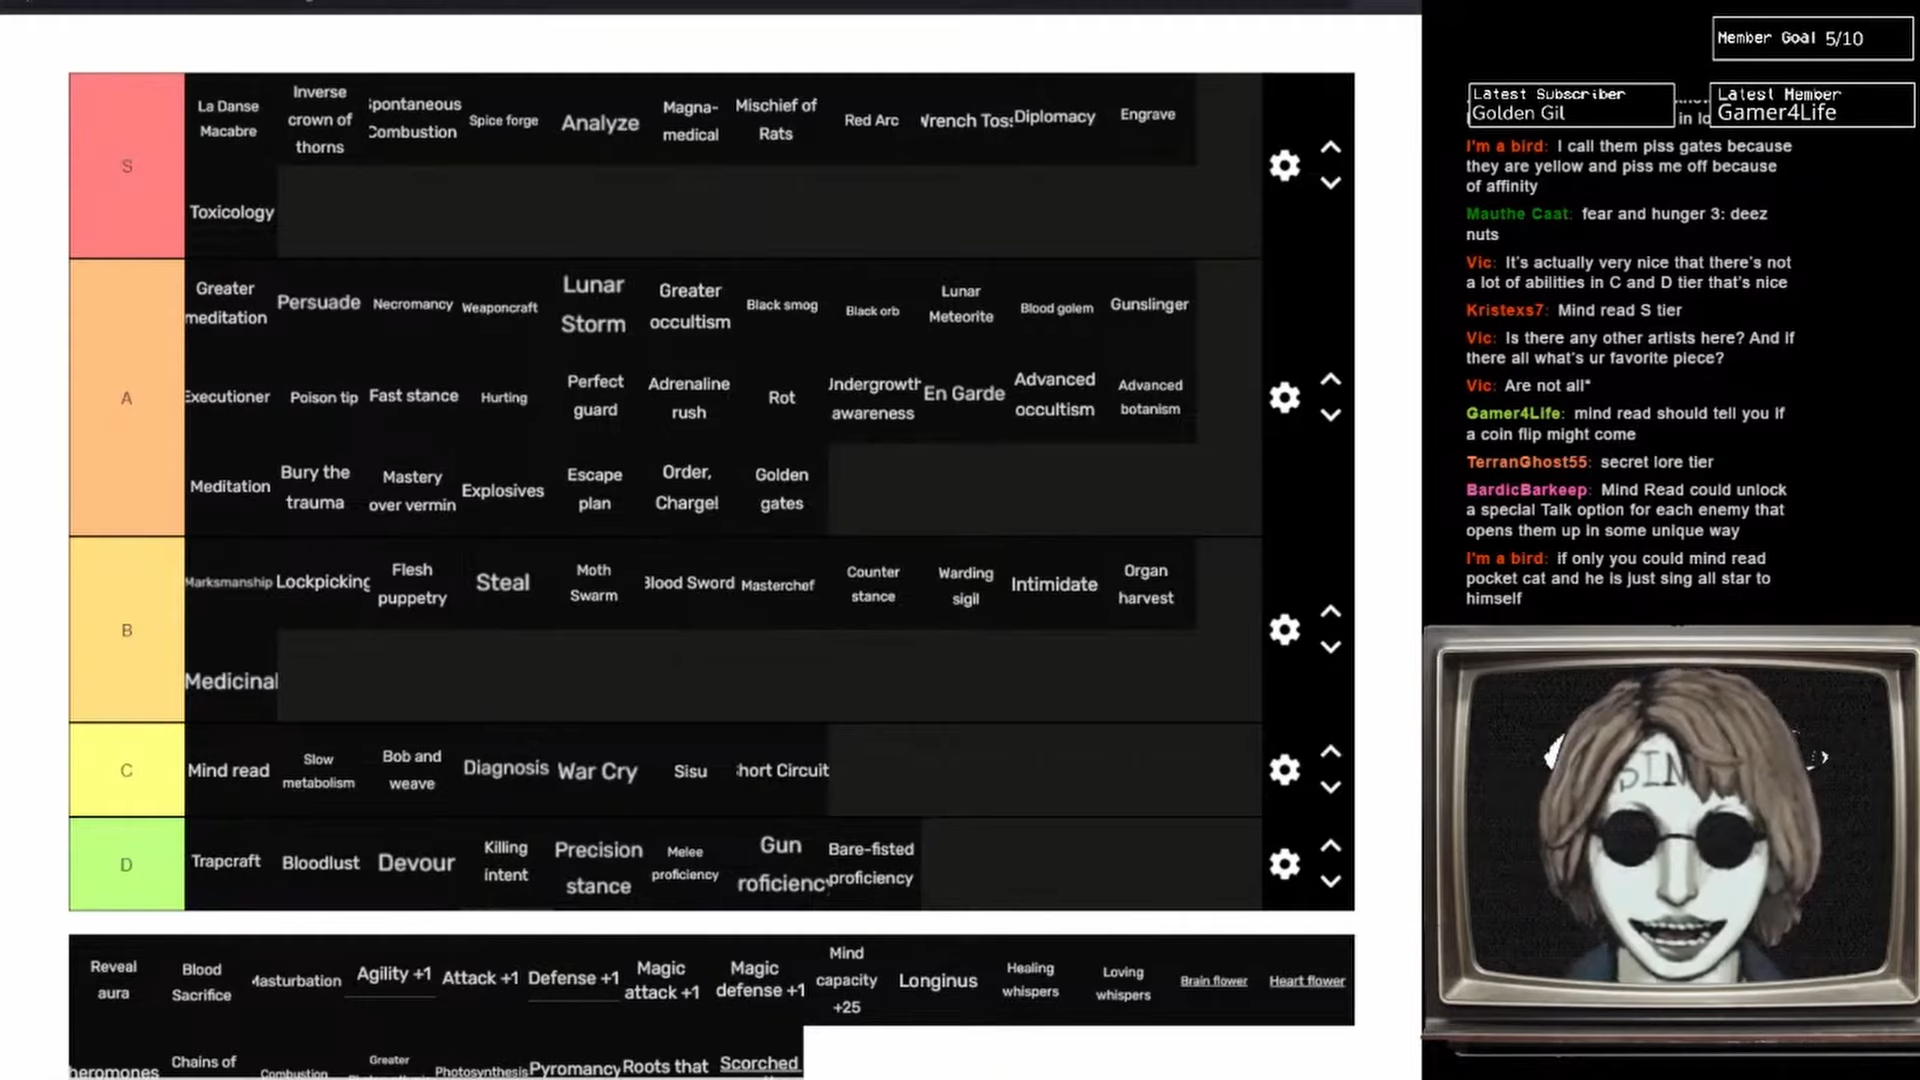 Member Goal 5/10
Latest Subscriber
Golden Gil
Latest Member
Gamer4Life
in
S
La Danse
Macabre
Inverse
crown of
thorns
Spontaneous
Combustion
Spice forge
Analyze
Magna-
medical
Mischief of
Rats
Red Arc
Wrench Toss
Diplomacy
Engrave
Toxicology
A
Greater
meditation
Persuade
Necromancy
Weaponcraft
Lunar
Storm
Greater
occultism
Black smog
Black orb
Lunar
Meteorite
Blood golem
Gunslinger
Executioner
Poison tip
Fast stance
Hurting
Perfect
guard
Adrenaline
rush
Rot
Undergrowth
awareness
En Garde
Advanced
occultism
Advanced
botanism
Meditation
Bury the
trauma
Mastery
over vermin
Explosives
Escape
plan
Order,
Charge!
Golden
gates
B
Marksmanship
Lockpicking
Flesh
puppetry
Steal
Moth
Swarm
Blood Sword
Masterchef
Counter
stance
Warding
sigil
Intimidate
Organ
harvest
Medicinal
C
Mind read
Slow
metabolism
Bob and
weave
Diagnosis
War Cry
Sisu
Short Circuit
D
Trapcraft
Bloodlust
Devour
Killing
intent
Precision
stance
Melee
proficiency
Gun
proficiency
Bare-fisted
proficiency
Reveal
aura
Blood
Sacrifice
Masturbation
Agility +1
Attack +1
Defense +1
Magic
attack +1
Magic
defense +1
Mind
capacity
+25
Longinus
Healing
whispers
Loving
whispers
Brain flower
Heart flower
heromones
Chains of
Combustion
Greater
Photosynthesis
Pyromancy
Roots that
Scorched
I'm a bird: I call them piss gates because
they are yellow and piss me off because
of affinity
Mauthe Caat: fear and hunger 3: deez
nuts
Vic: It's actually very nice that there's not
a lot of abilities in C and D tier that's nice
Kristexs7: Mind read S tier
Vic: Is there any other artists here? And if
there all what's ur favorite piece?
Vic: Are not all*
Gamer4Life: mind read should tell you if
a coin flip might come
TerranGhost55: secret lore tier
BardicBarkeep: Mind Read could unlock
a special Talk option for each enemy that
opens them up in some unique way
I'm a bird: if only you could mind read
pocket cat and he is just sing all star to
himself
SIN